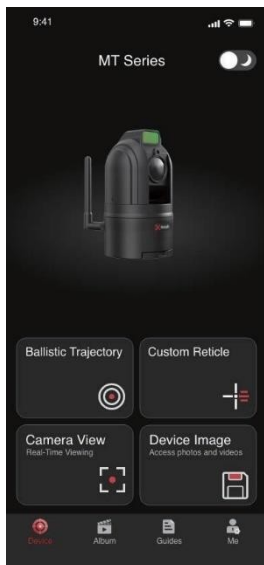 9:41
MT Series
Ballistic Trajectory
Custom Reticle
Camera View
Real-Time Viewing
Device Image
Access photos and videos
Device
Album
Guides
Me